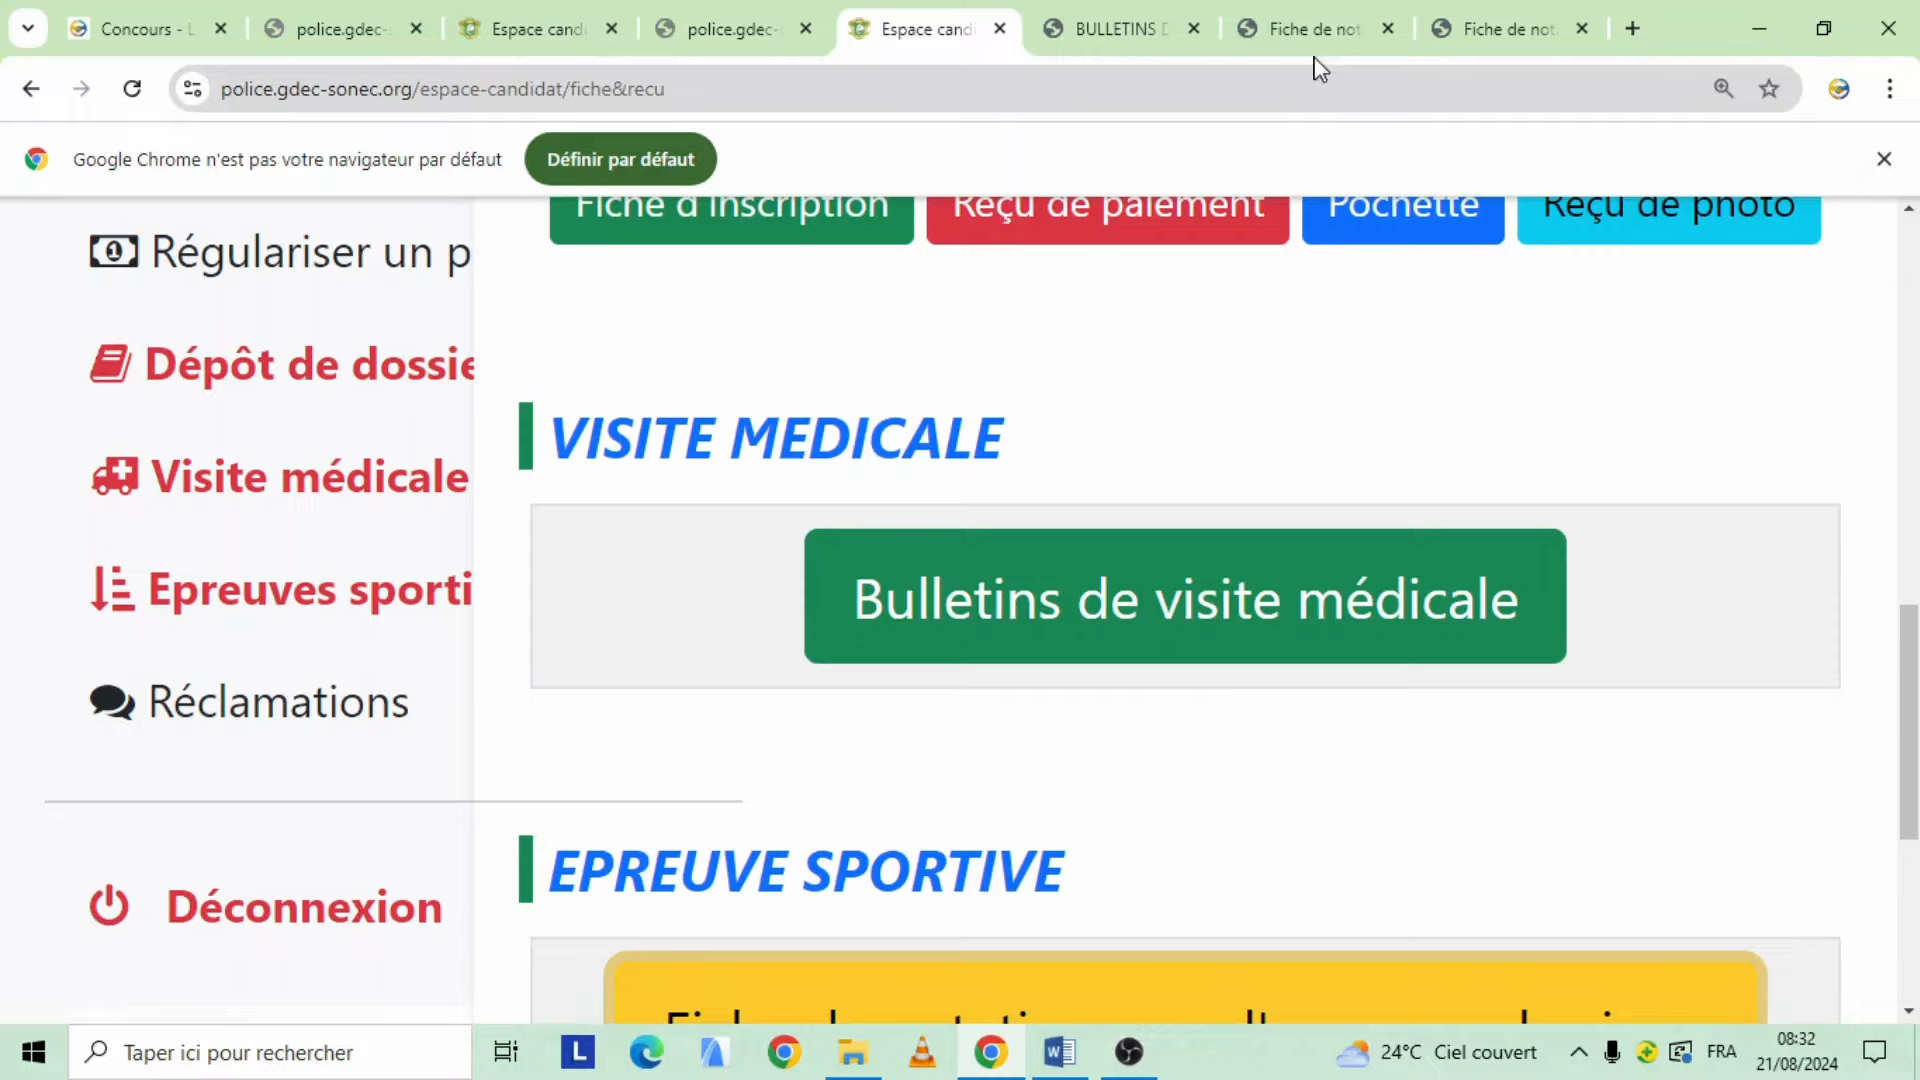 Concours - L
police.gdec-
Espace candi
police.gdec-
Espace candi
BULLETINS D
Fiche de not
Fiche de not
police.gdec-sonec.org/espace-candidat/fiche&recu
Google Chrome n'est pas votre navigateur par défaut
Définir par défaut
Fiche d'inscription
Reçu de paiement
Pochette
Reçu de photo
Régulariser un p
Dépôt de dossie
Visite médicale
Epreuves sporti
Réclamations
Déconnexion
VISITE MEDICALE
Bulletins de visite médicale
EPREUVE SPORTIVE
Taper ici pour rechercher
L
24°C Ciel couvert
FRA
08:32
21/08/2024